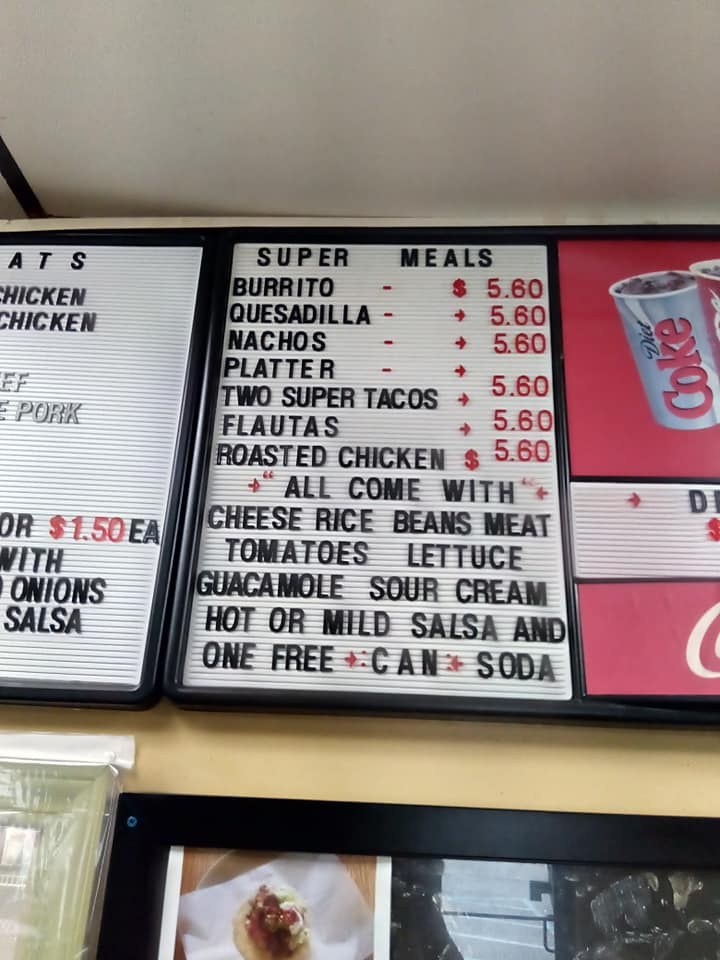 ATS
CHICKEN
CHICKEN
EF
E PORK
OR $1.50 EA
WITH
ONIONS
SALSA
SUPER MEALS
BURRITO - $ 5.60
QUESADILLA - → 5.60
NACHOS - → 5.60
PLATTER - → 5.60
TWO SUPER TACOS → 5.60
FLAUTAS → 5.60
ROASTED CHICKEN $ 5.60
→" ALL COME WITH "←
CHEESE RICE BEANS MEAT
TOMATOES LETTUCE
GUACAMOLE SOUR CREAM
HOT OR MILD SALSA AND
ONE FREE →:CAN:← SODA
Diet
Coke
→ D
$